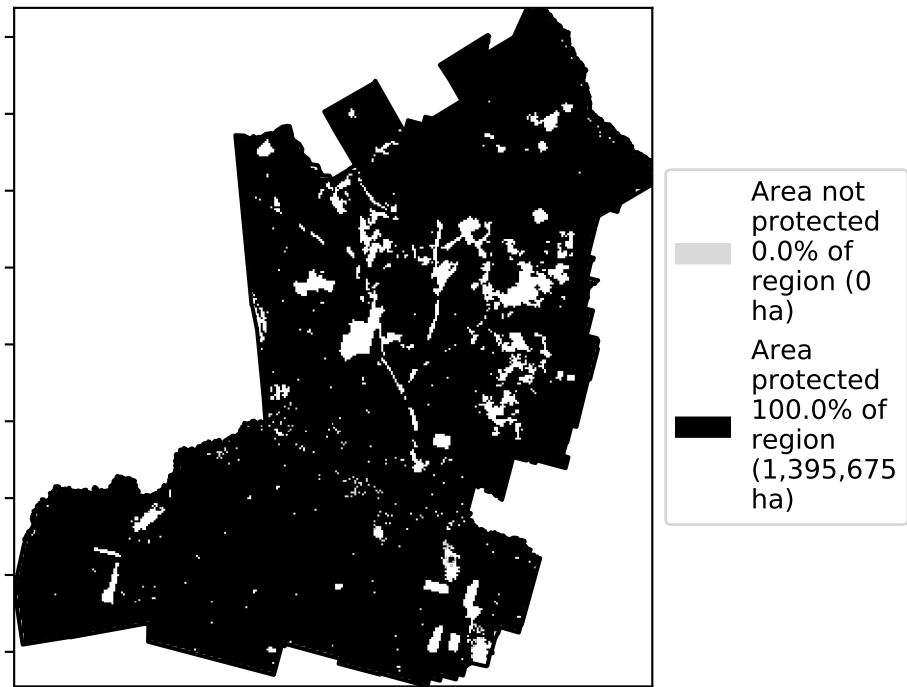 Area not
protected
0.0% of
region (0
ha)
Area
protected
100.0% of
region
(1,395,675
ha)